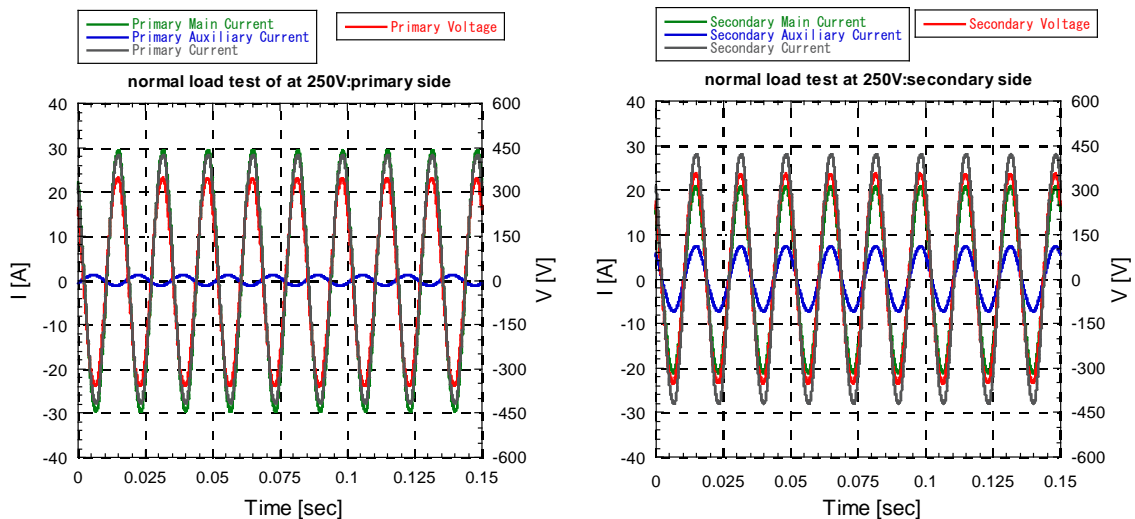 Primary Main Current
Primary Auxiliary Current
Primary Current
Primary Voltage
normal load test of at 250V:primary side
40
30
20
10
0
-10
-20
-30
-40
I [A]
600
450
300
150
0
-150
-300
-450
-600
V [V]
0 0.025 0.05 0.075 0.1 0.125 0.15
Time [sec]
Secondary Main Current
Secondary Auxiliary Current
Secondary Current
Secondary Voltage
normal load test at 250V:secondary side
40
30
20
10
0
-10
-20
-30
-40
I [A]
600
450
300
150
0
-150
-300
-450
-600
V [V]
0 0.025 0.05 0.075 0.1 0.125 0.15
Time [sec]